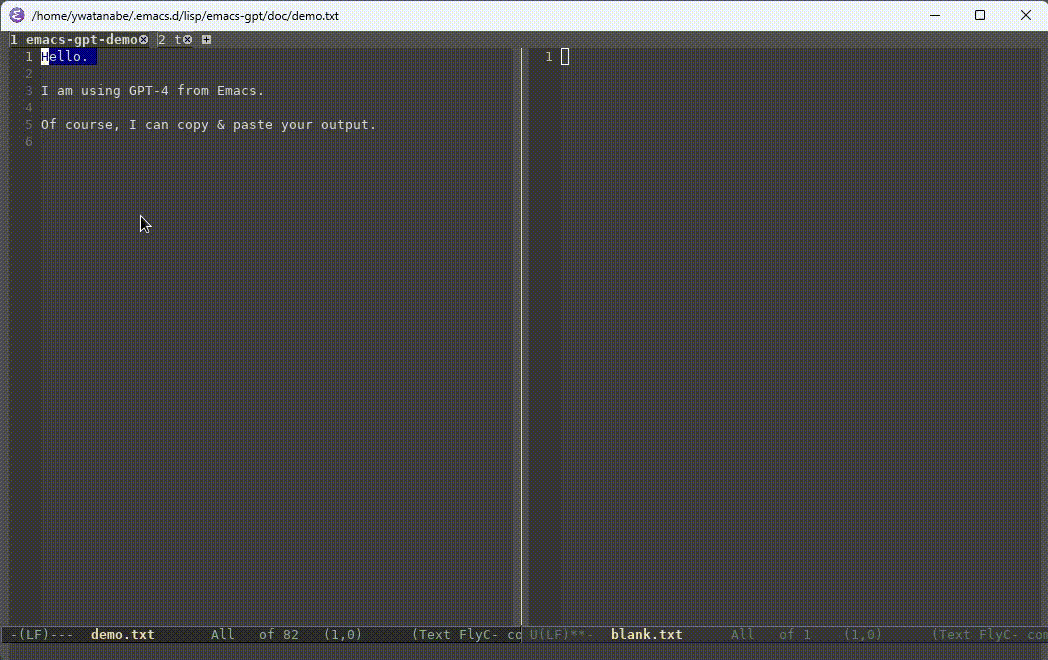 /home/ywatanabe/.emacs.d/lisp/emacs-gpt/doc/demo.txt
1 emacs-gpt-demo 2 t
1 Hello.
2
3 I am using GPT-4 from Emacs.
4
5 Of course, I can copy & paste your output.
6
1
-(LF)--- demo.txt All of 82 (1,0) (Text FlyC- co
U(LF)**- blank.txt All of 1 (1,0) (Text FlyC- com